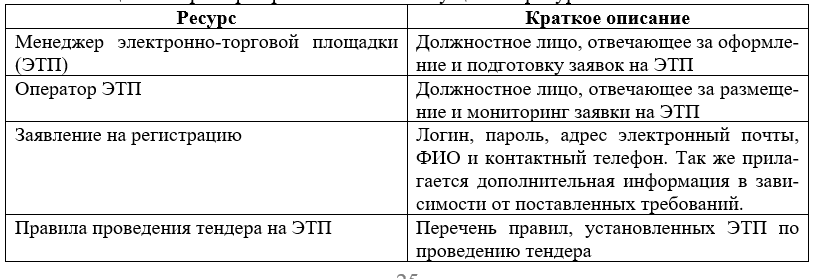 Ресурс
Краткое описание
Менеджер электронно-торговой площадки
(ЭТП)
Должностное лицо, отвечающее за оформле-
ние и подготовку заявок на ЭТП
Оператор ЭТП
Должностное лицо, отвечающее за размеще-
ние и мониторинг заявки на ЭТП
Заявление на регистрацию
Логин, пароль, адрес электронный почты,
ФИО и контактный телефон. Так же прила-
гается дополнительная информация в зави-
симости от поставленных требований.
Правила проведения тендера на ЭТП
Перечень правил, установленных ЭТП по
проведению тендера